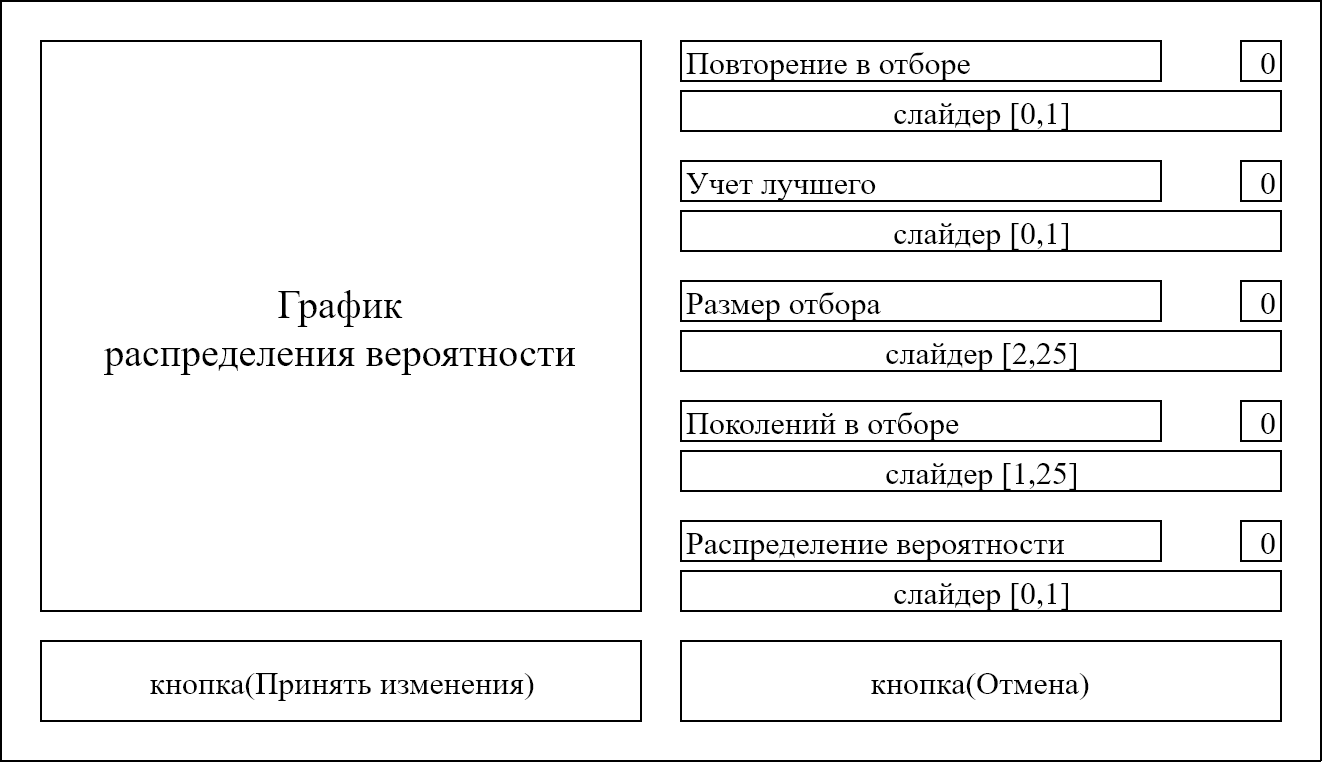 График
распределения вероятности
Повторение в отборе 0
слайдер [0,1]
Учет лучшего 0
слайдер [0,1]
Размер отбора 0
слайдер [2,25]
Поколений в отборе 0
слайдер [1,25]
Распределение вероятности 0
слайдер [0,1]
кнопка(Принять изменения)
кнопка(Отмена)